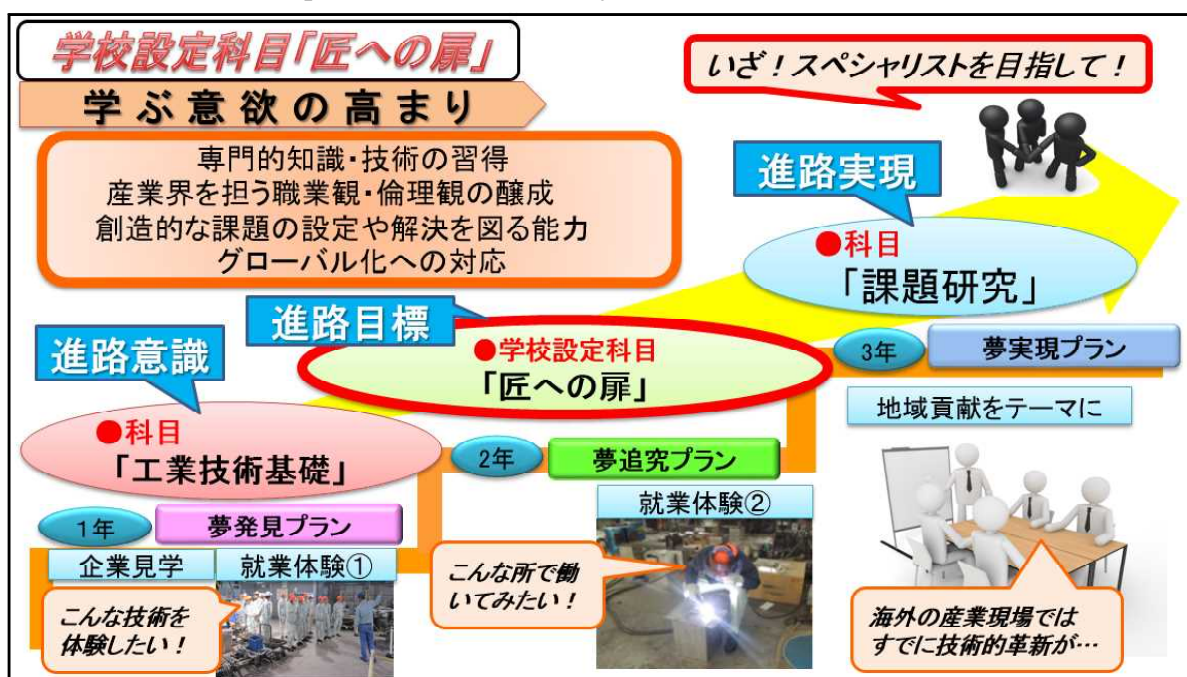 学校設定科目「匠への扉」
学ぶ意欲の高まり
専門的知識・技術の習得
産業界を担う職業観・倫理観の醸成
創造的な課題の設定や解決を図る能力
グローバル化への対応
いざ！スペシャリストを目指して！
進路実現
●科目
「課題研究」
進路目標
●学校設定科目
「匠への扉」
進路意識
●科目
「工業技術基礎」
3年
夢実現プラン
地域貢献をテーマに
2年
夢追究プラン
就業体験②
1年
夢発見プラン
企業見学
就業体験①
こんな技術を
体験したい！
こんな所で働
いてみたい！
海外の産業現場では
すでに技術的革新が…